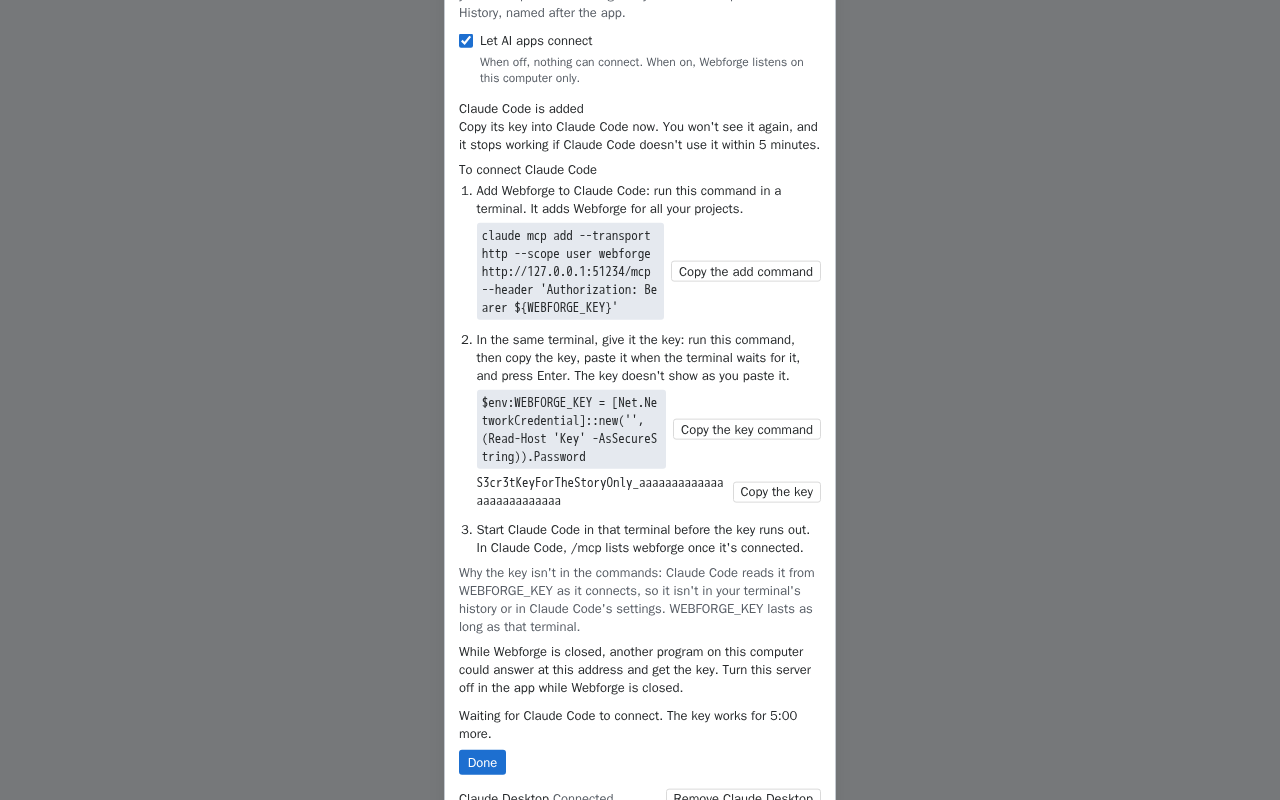 History, named after the app.
Let AI apps connect
When off, nothing can connect. When on, Webforge listens on
this computer only.
Claude Code is added
Copy its key into Claude Code now. You won't see it again, and
it stops working if Claude Code doesn't use it within 5 minutes.
To connect Claude Code
1. Add Webforge to Claude Code: run this command in a
terminal. It adds Webforge for all your projects.
claude mcp add --transport
http --scope user webforge
http://127.0.0.1:51234/mcp
--header 'Authorization: Be
arer ${WEBFORGE_KEY}'
Copy the add command
2. In the same terminal, give it the key: run this command,
then copy the key, paste it when the terminal waits for it,
and press Enter. The key doesn't show as you paste it.
$env:WEBFORGE_KEY = [Net.Ne
tworkCredential]::new('',
(Read-Host 'Key' -AsSecureS
tring)).Password
Copy the key command
S3cr3tKeyForTheStoryOnly_aaaaaaaaaaaaa
aaaaaaaaaaaaa
Copy the key
3. Start Claude Code in that terminal before the key runs out.
In Claude Code, /mcp lists webforge once it's connected.
Why the key isn't in the commands: Claude Code reads it from
WEBFORGE_KEY as it connects, so it isn't in your terminal's
history or in Claude Code's settings. WEBFORGE_KEY lasts as
long as that terminal.
While Webforge is closed, another program on this computer
could answer at this address and get the key. Turn this server
off in the app while Webforge is closed.
Waiting for Claude Code to connect. The key works for 5:00
more.
Done
Claude Desktop Connected
Remove Claude Desktop